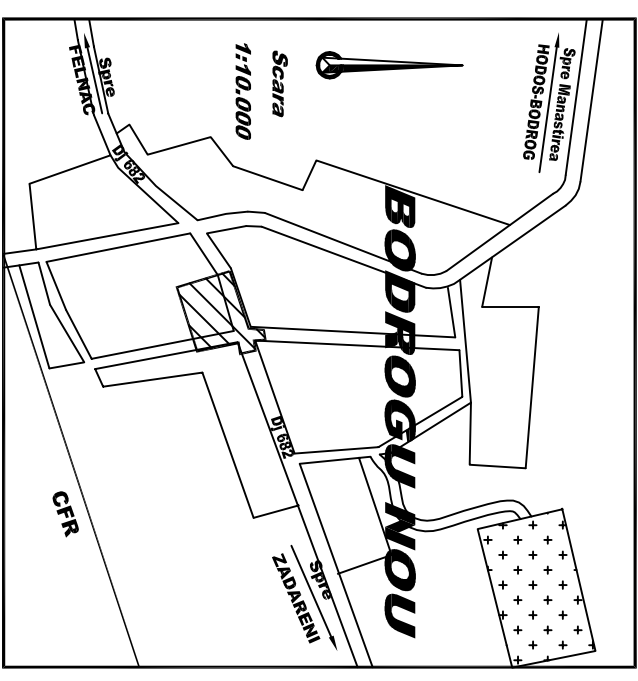 Spre Manastirea
HODOS-BODROG
Scara
1:10.000
Spre
FELNAC
Dj 682
BODROGU NOU
Dj 682
Spre
ZADARENI
CFR